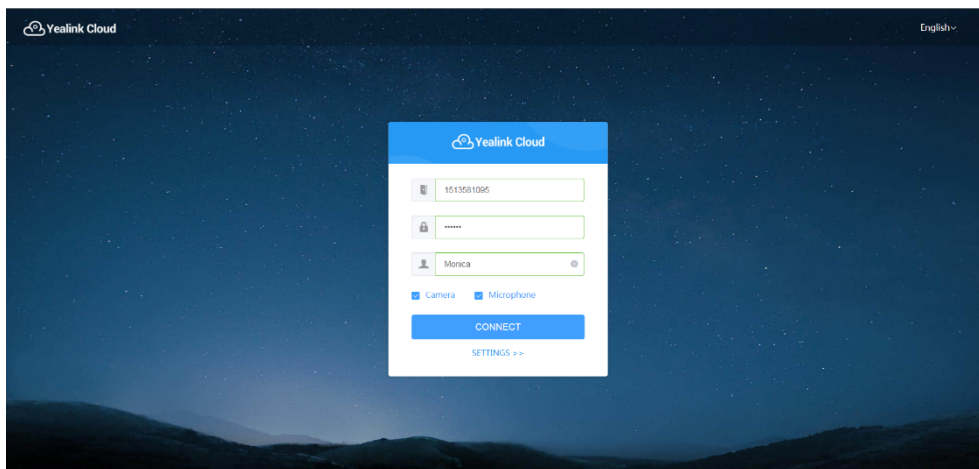 Yealink Cloud
English
Yealink Cloud
1513581095
••••••
Monica
Camera Microphone
CONNECT
SETTINGS >>